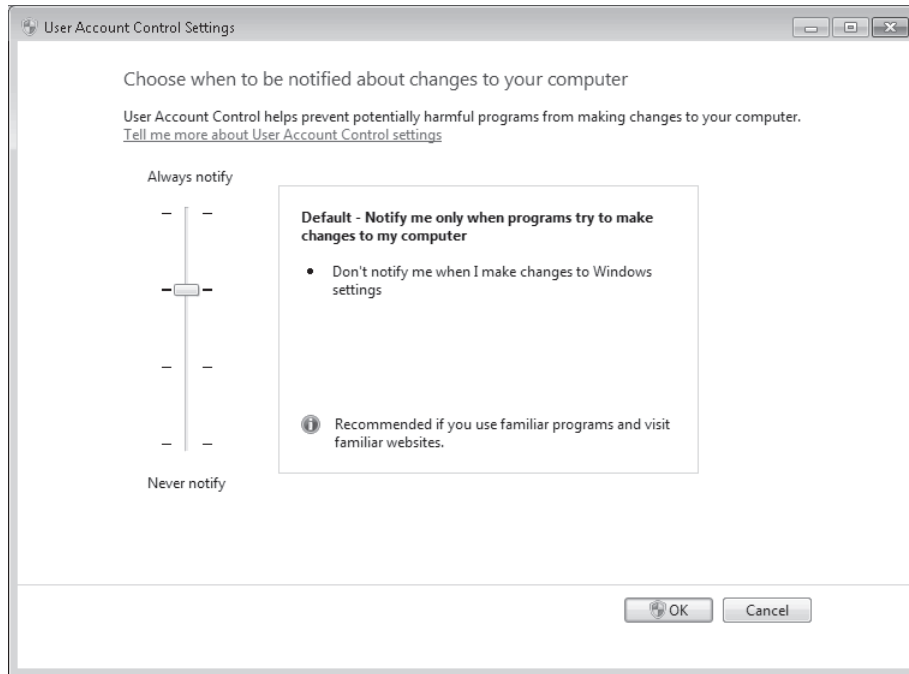 User Account Control Settings
Choose when to be notified about changes to your computer
User Account Control helps prevent potentially harmful programs from making changes to your computer.
Tell me more about User Account Control settings
Always notify
Default - Notify me only when programs try to make
changes to my computer
• Don't notify me when I make changes to Windows
settings
Recommended if you use familiar programs and visit
familiar websites.
Never notify
OK
Cancel